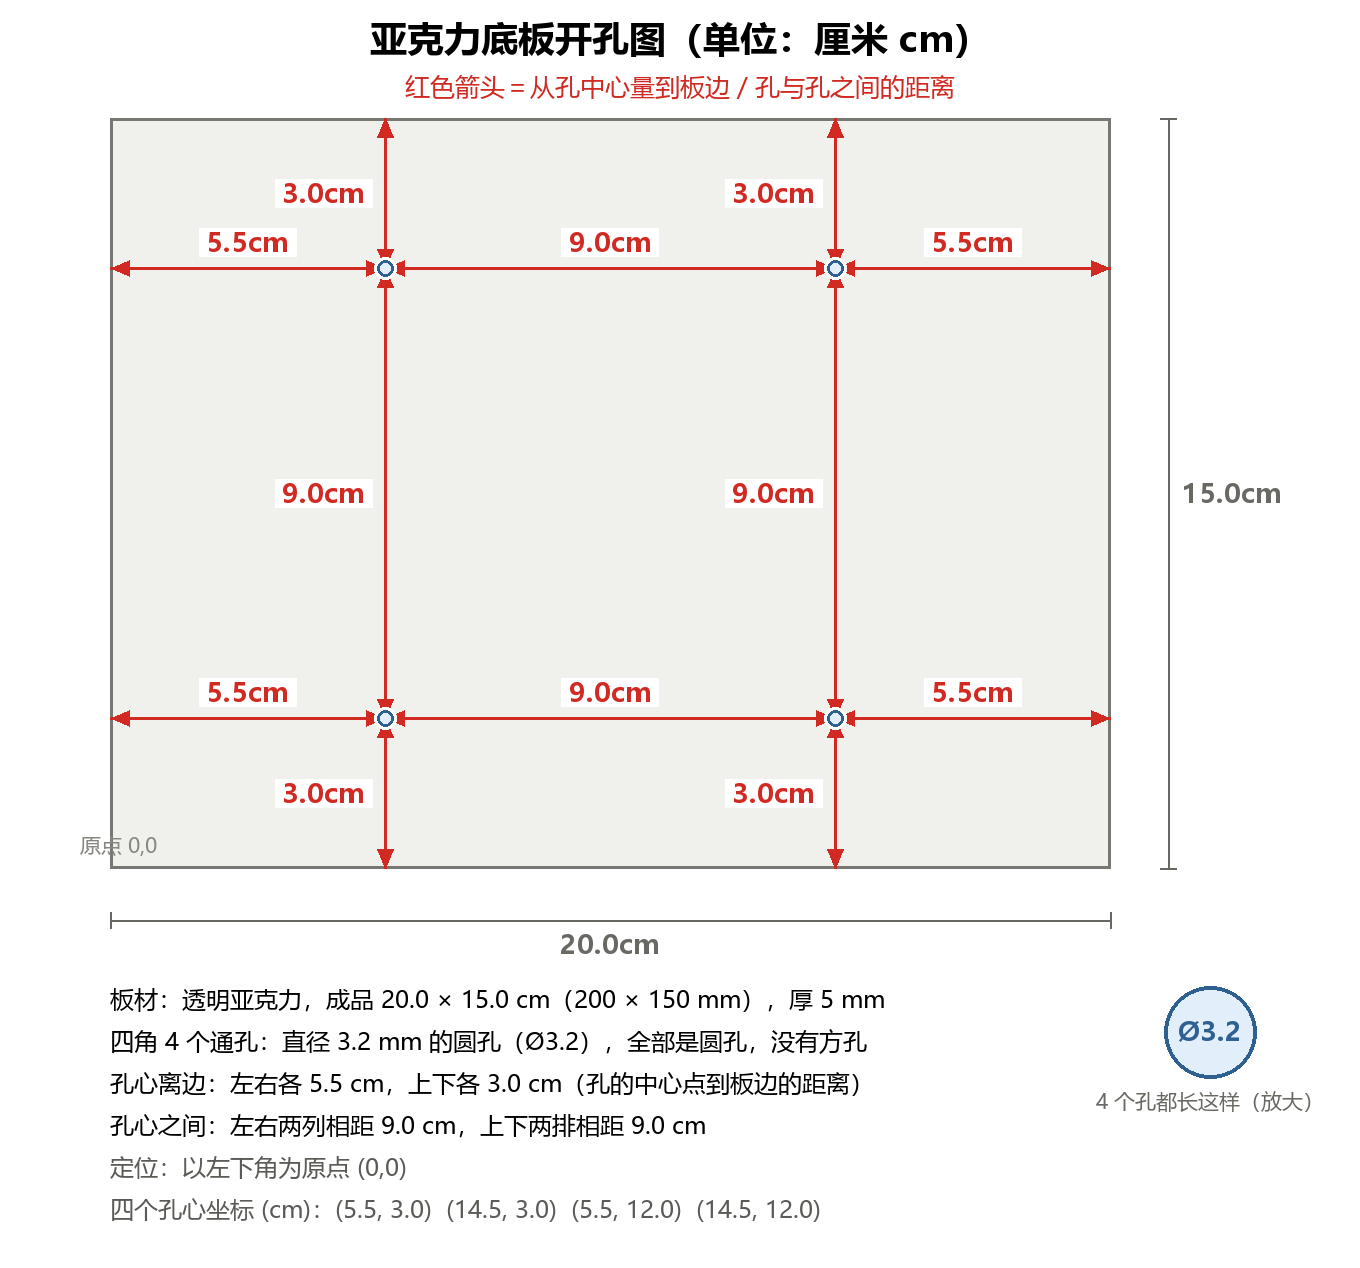 亚克力底板开孔图（单位：厘米 cm）
红色箭头 = 从孔中心量到板边 / 孔与孔之间的距离
3.0cm
3.0cm
5.5cm
9.0cm
5.5cm
9.0cm
9.0cm
15.0cm
5.5cm
9.0cm
5.5cm
3.0cm
3.0cm
原点 0,0
20.0cm
板材：透明亚克力，成品 20.0 × 15.0 cm（200 × 150 mm），厚 5 mm
四角 4 个通孔：直径 3.2 mm 的圆孔（Ø3.2），全部是圆孔，没有方孔
孔心离边：左右各 5.5 cm，上下各 3.0 cm（孔的中心点到板边的距离）
孔心之间：左右两列相距 9.0 cm，上下两排相距 9.0 cm
定位：以左下角为原点 (0,0)
四个孔心坐标 (cm)：(5.5, 3.0)  (14.5, 3.0)  (5.5, 12.0)  (14.5, 12.0)
Ø3.2
4 个孔都长这样（放大）